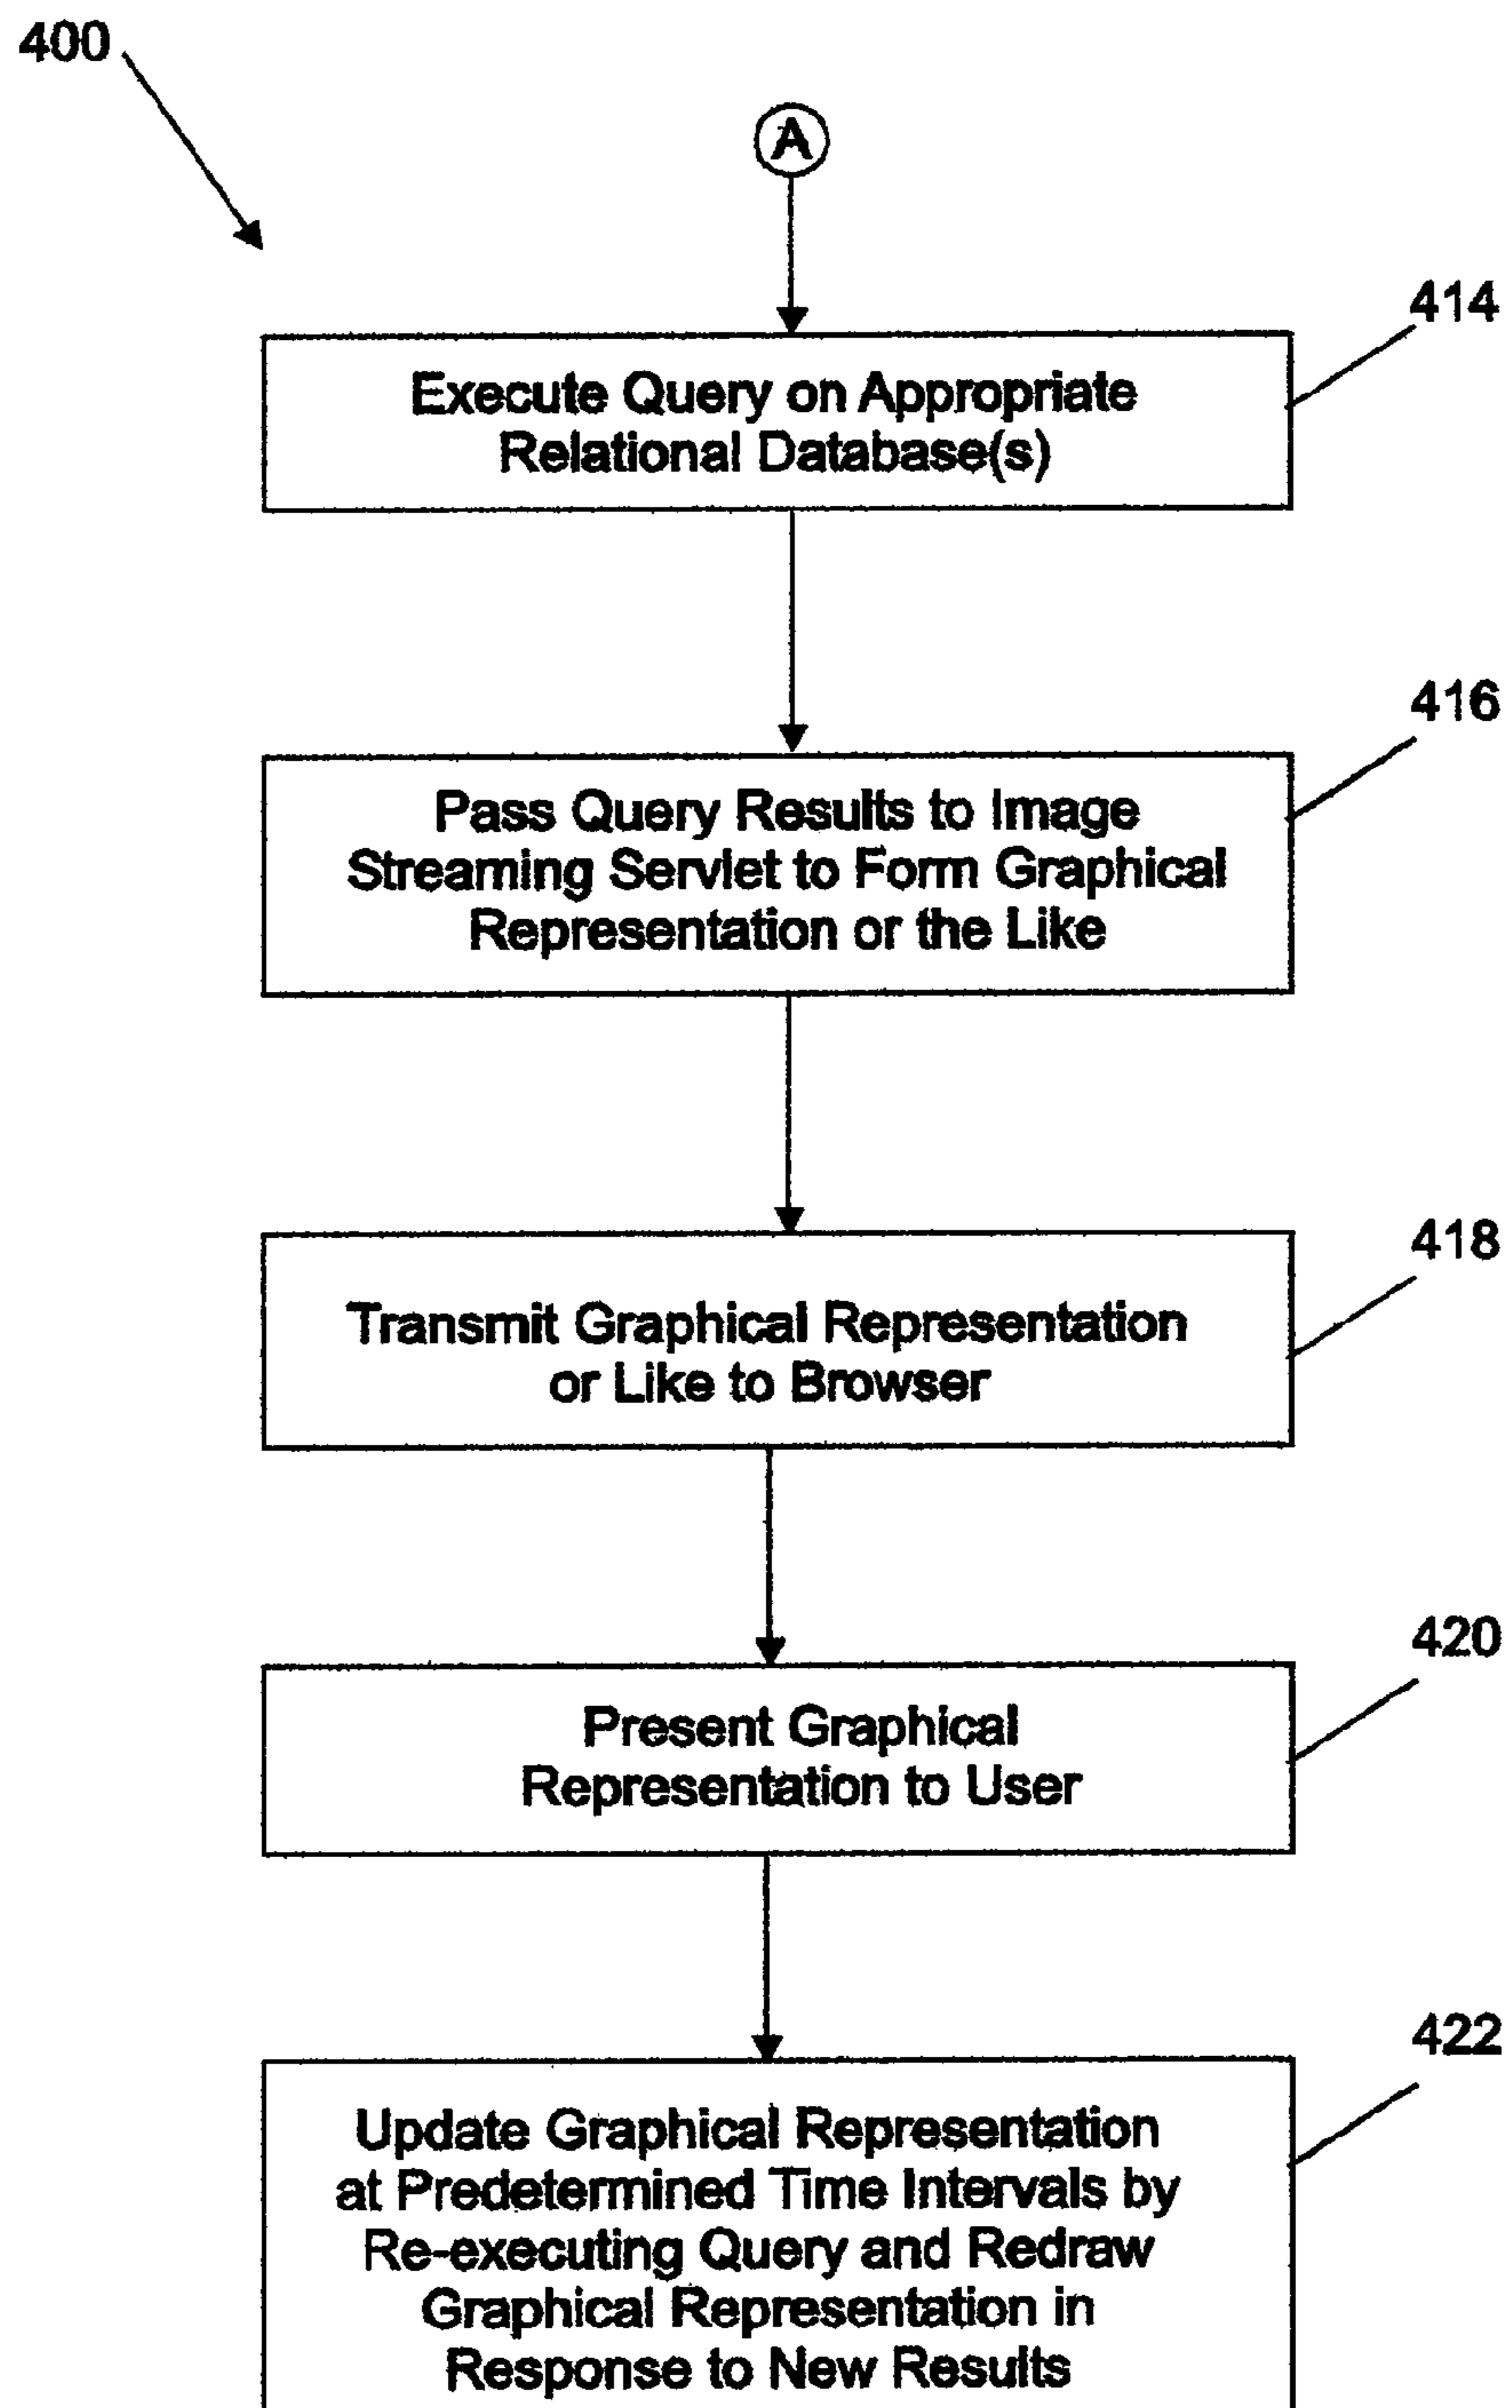 400
A
414
Execute Query on Appropriate
Relational Database(s)
416
Pass Query Results to Image
Streaming Servlet to Form Graphical
Representation or the Like
418
Transmit Graphical Representation
or Like to Browser
420
Present Graphical
Representation to User
422
Update Graphical Representation
at Predetermined Time Intervals by
Re-executing Query and Redraw
Graphical Representation in
Response to New Results